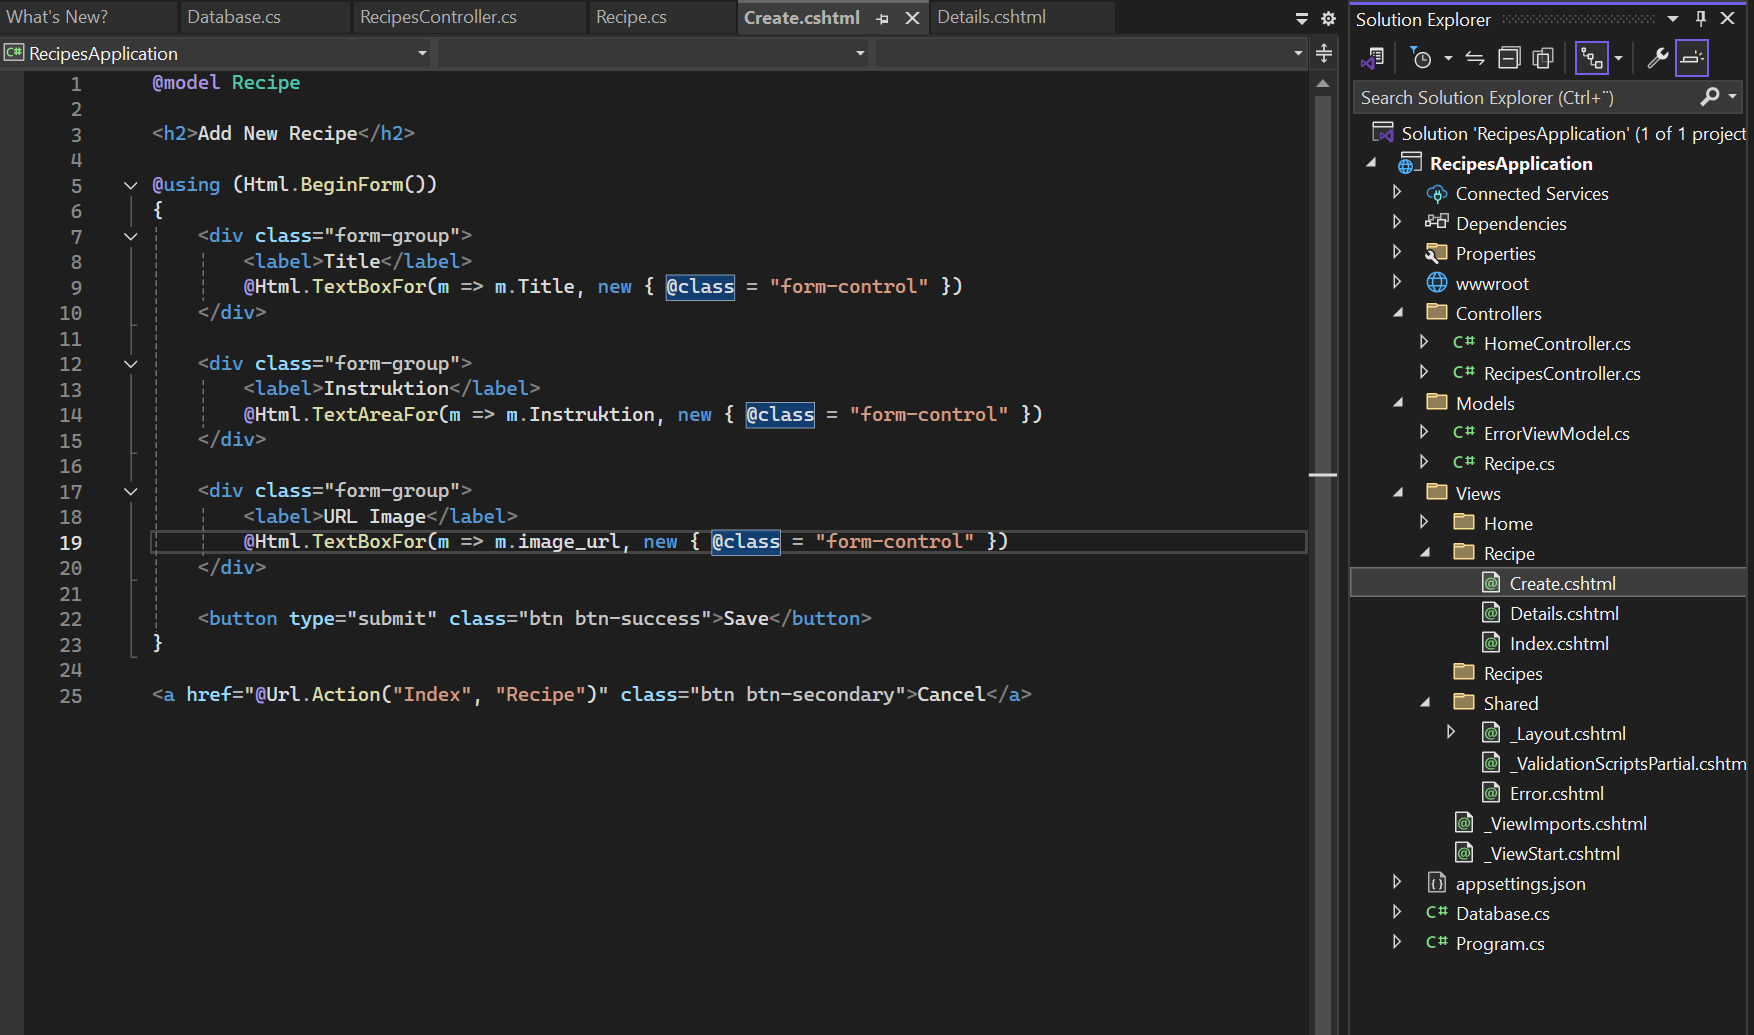 What's New?
Database.cs
RecipesController.cs
Recipe.cs
Create.cshtml
Details.cshtml
C# RecipesApplication
1 @model Recipe
2
3 <h2>Add New Recipe</h2>
4
5 @using (Html.BeginForm())
6 {
7 <div class="form-group">
8 <label>Title</label>
9 @Html.TextBoxFor(m => m.Title, new { @class = "form-control" })
10 </div>
11
12 <div class="form-group">
13 <label>Instruktion</label>
14 @Html.TextAreaFor(m => m.Instruktion, new { @class = "form-control" })
15 </div>
16
17 <div class="form-group">
18 <label>URL Image</label>
19 @Html.TextBoxFor(m => m.image_url, new { @class = "form-control" })
20 </div>
21
22 <button type="submit" class="btn btn-success">Save</button>
23 }
24
25 <a href="@Url.Action("Index", "Recipe")" class="btn btn-secondary">Cancel</a>
Solution Explorer
Search Solution Explorer (Ctrl+¨)
Solution 'RecipesApplication' (1 of 1 project
RecipesApplication
Connected Services
Dependencies
Properties
wwwroot
Controllers
C# HomeController.cs
C# RecipesController.cs
Models
C# ErrorViewModel.cs
C# Recipe.cs
Views
Home
Recipe
@ Create.cshtml
@ Details.cshtml
@ Index.cshtml
Recipes
Shared
@ _Layout.cshtml
@ _ValidationScriptsPartial.cshtm
@ Error.cshtml
@ _ViewImports.cshtml
@ _ViewStart.cshtml
appsettings.json
C# Database.cs
C# Program.cs